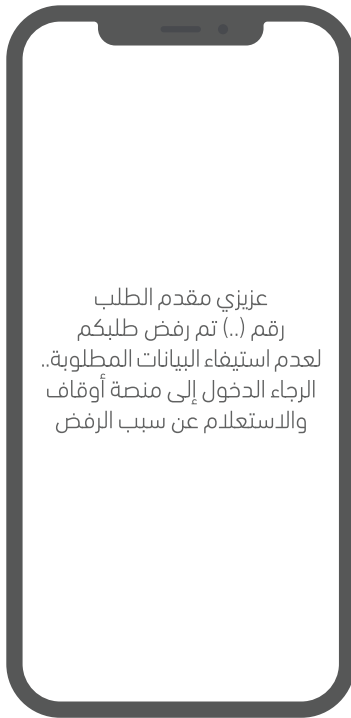 عزيزي مقدم الطلب
رقم (..) تم رفض طلبكم
لعدم استيفاء البيانات المطلوبة..
الرجاء الدخول إلى منصة أوقاف
والاستعلام عن سبب الرفض